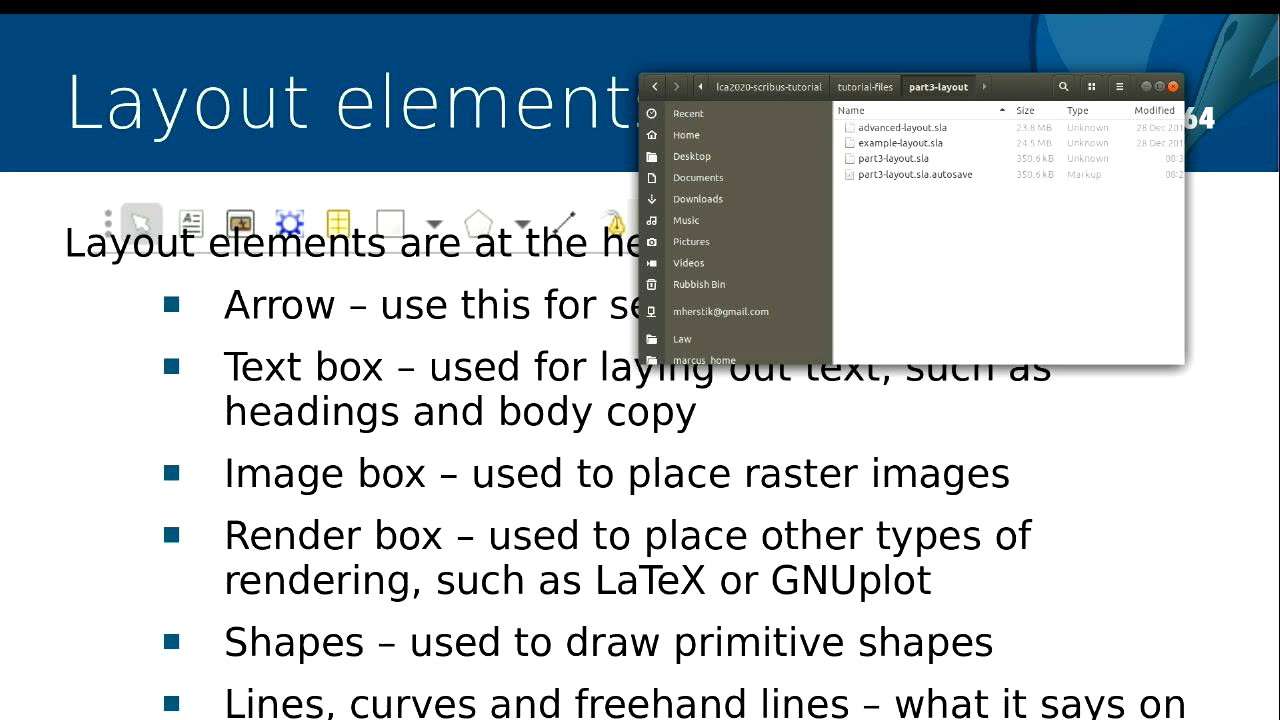 Layout element
64
lca2020-scribus-tutorial
tutorial-files
part3-layout
Recent
Home
Desktop
Documents
Downloads
Music
Pictures
Videos
Rubbish Bin
mherstik@gmail.com
Law
marcus_home
Name Size Type Modified
advanced-layout.sla 23.8 MB Unknown 28 Dec 201
example-layout.sla 24.5 MB Unknown 28 Dec 201
part3-layout.sla 350.6 kB Unknown 08:3
part3-layout.sla.autosave 350.6 kB Markup 08:2
Layout elements are at the he
Arrow – use this for se
Text box – used for laying out text, such as
headings and body copy
Image box – used to place raster images
Render box – used to place other types of
rendering, such as LaTeX or GNUplot
Shapes – used to draw primitive shapes
Lines, curves and freehand lines – what it says on